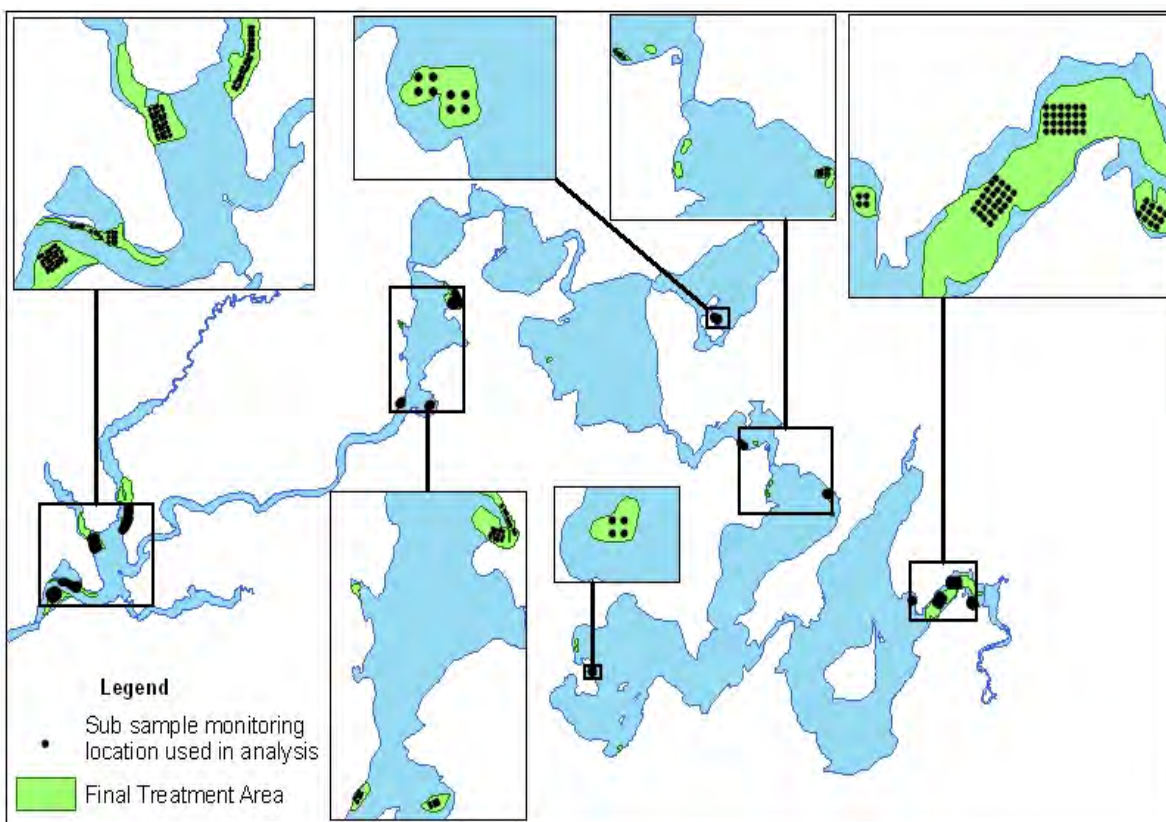 Legend
Sub sample monitoring
location used in analysis
Final Treatment Area